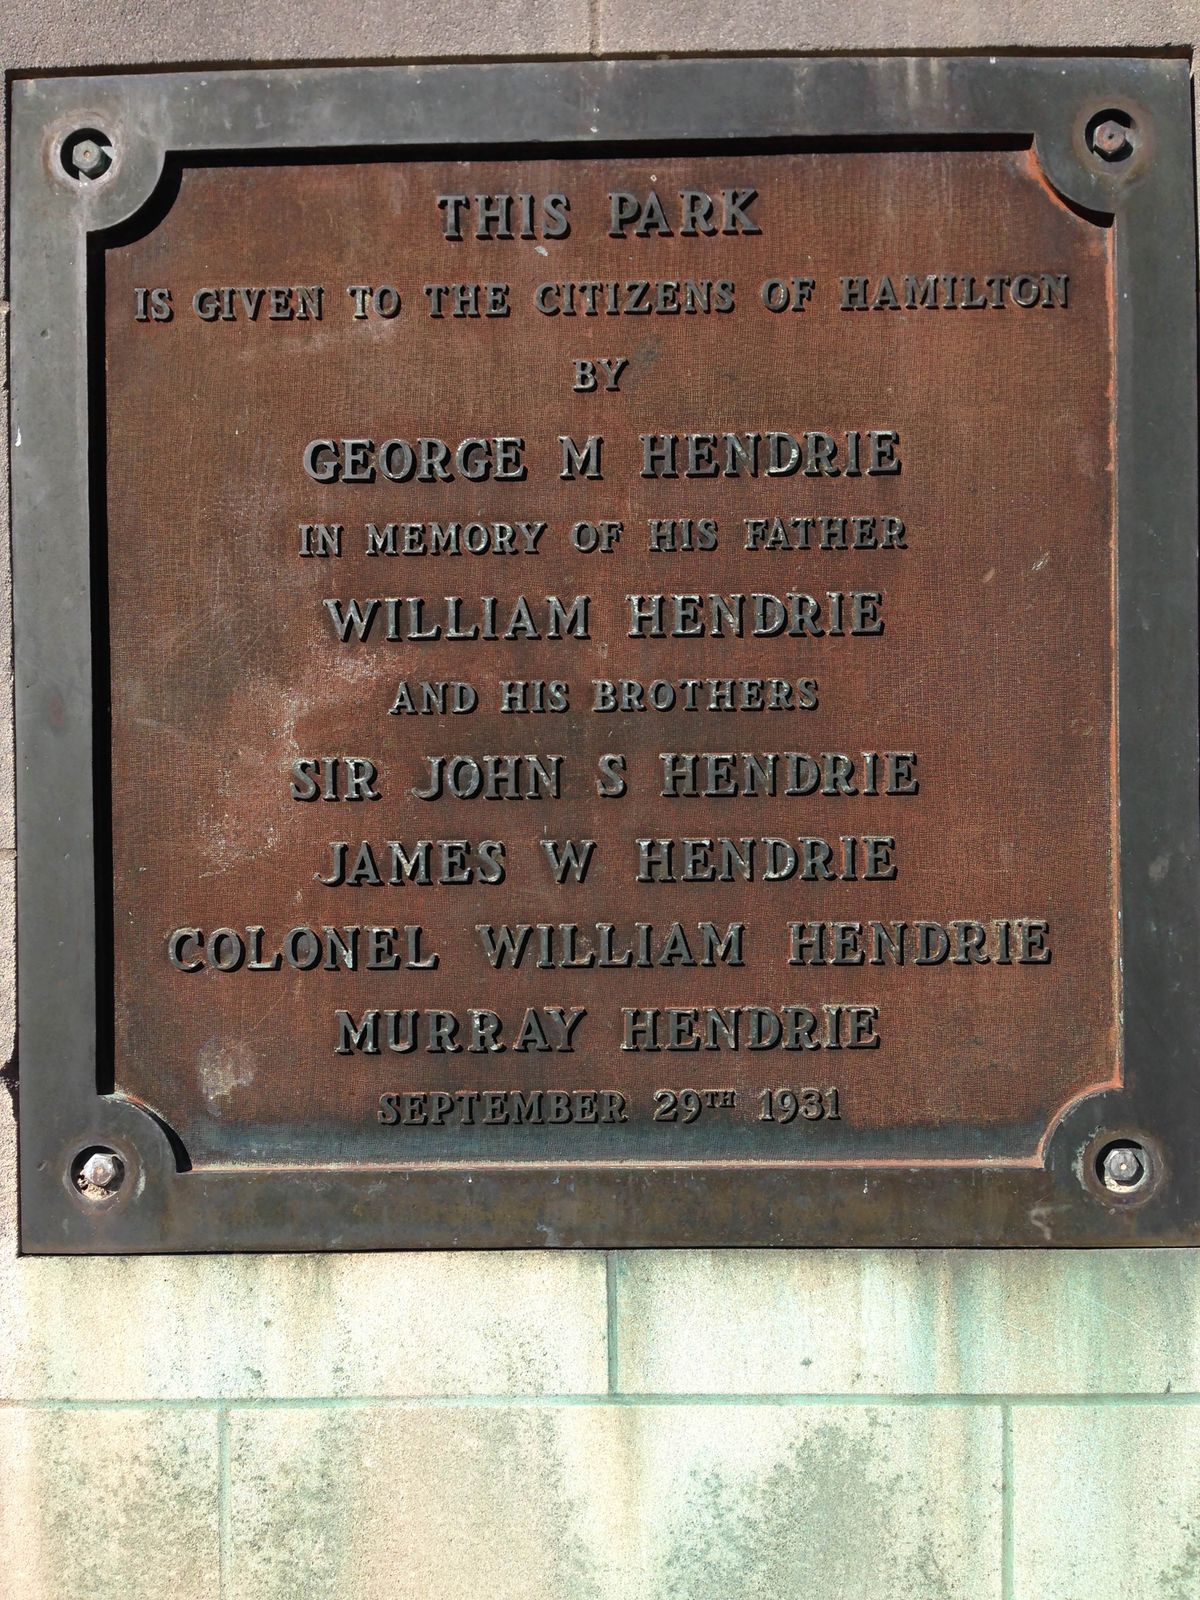 THIS PARK
IS GIVEN TO THE CITIZENS OF HAMILTON
BY
GEORGE M HENDRIE
IN MEMORY OF HIS FATHER
WILLIAM HENDRIE
AND HIS BROTHERS
SIR JOHN S HENDRIE
JAMES W HENDRIE
COLONEL WILLIAM HENDRIE
MURRAY HENDRIE
SEPTEMBER 29TH 1931